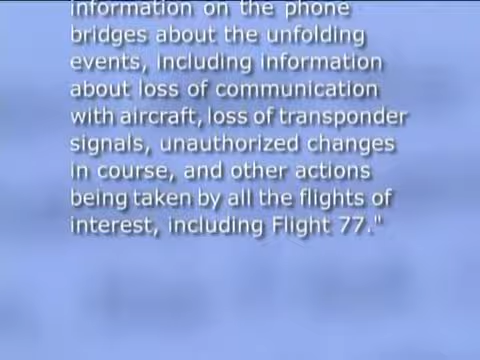 information on the phone
bridges about the unfolding
events, including information
about loss of communication
with aircraft, loss of transponder
signals, unauthorized changes
in course, and other actions
being taken by all the flights of
interest, including Flight 77."